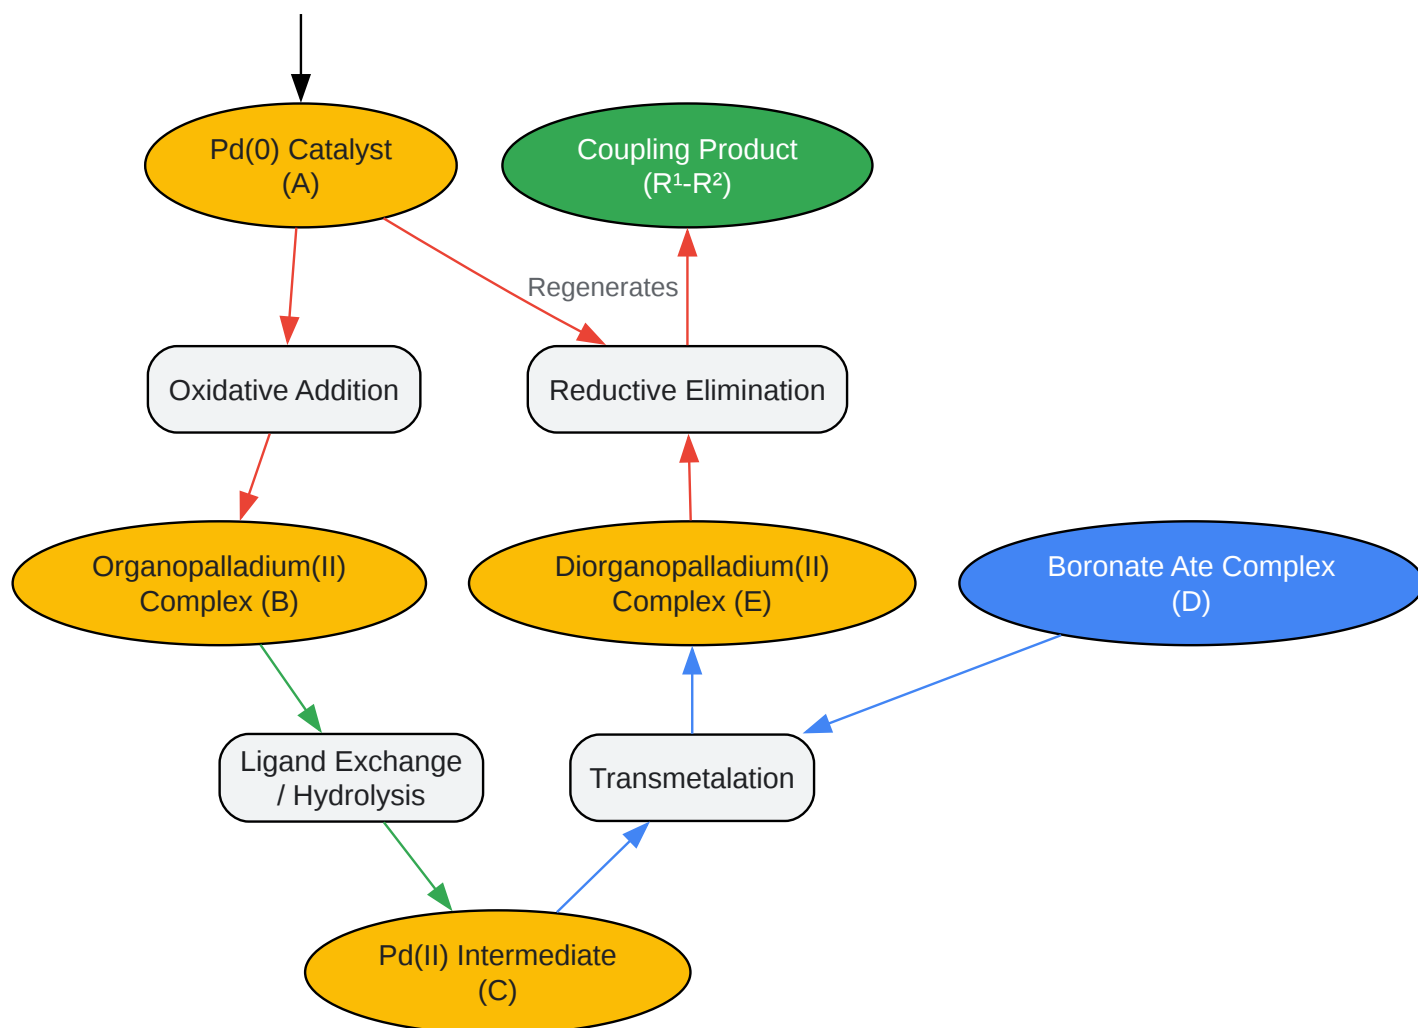 Pd(0) Catalyst
(A)
Coupling Product
(R¹-R²)
Regenerates
Oxidative Addition
Reductive Elimination
Organopalladium(II)
Complex (B)
Diorganopalladium(II)
Complex (E)
Boronate Ate Complex
(D)
Ligand Exchange
/ Hydrolysis
Transmetalation
Pd(II) Intermediate
(C)